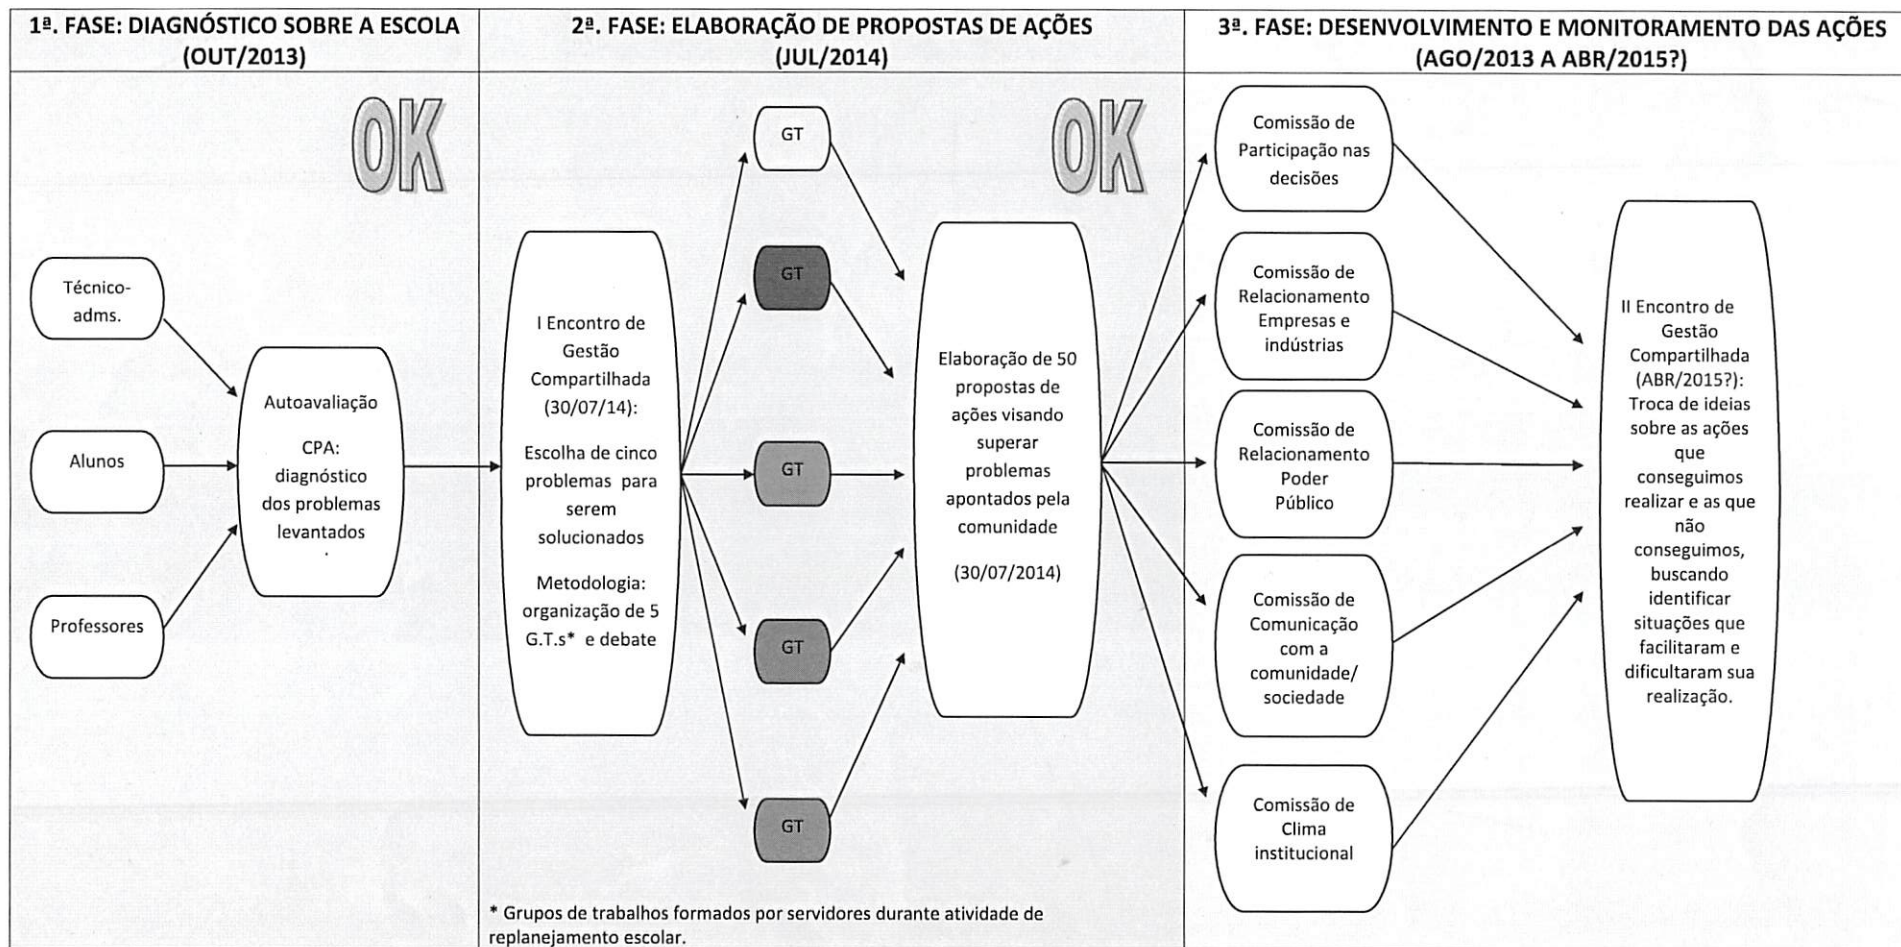 1ª. FASE: DIAGNÓSTICO SOBRE A ESCOLA
(OUT/2013)
OK
Técnico-
adms.
Alunos
Professores
Autoavaliação
CPA:
diagnóstico
dos problemas
levantados
2ª. FASE: ELABORAÇÃO DE PROPOSTAS DE AÇÕES
(JUL/2014)
OK
I Encontro de
Gestão
Compartilhada
(30/07/14):
Escolha de cinco
problemas para
serem
solucionados
Metodologia:
organização de 5
G.T.s* e debate
GT
GT
GT
GT
GT
Elaboração de 50
propostas de
ações visando
superar
problemas
apontados pela
comunidade
(30/07/2014)
* Grupos de trabalhos formados por servidores durante atividade de
replanejamento escolar.
3ª. FASE: DESENVOLVIMENTO E MONITORAMENTO DAS AÇÕES
(AGO/2013 A ABR/2015?)
Comissão de
Participação nas
decisões
Comissão de
Relacionamento
Empresas e
indústrias
Comissão de
Relacionamento
Poder
Público
Comissão de
Comunicação
com a
comunidade/
sociedade
Comissão de
Clima
institucional
II Encontro de
Gestão
Compartilhada
(ABR/2015?):
Troca de ideias
sobre as ações
que
conseguimos
realizar e as que
não
conseguimos,
buscando
identificar
situações que
facilitaram e
dificultaram sua
realização.